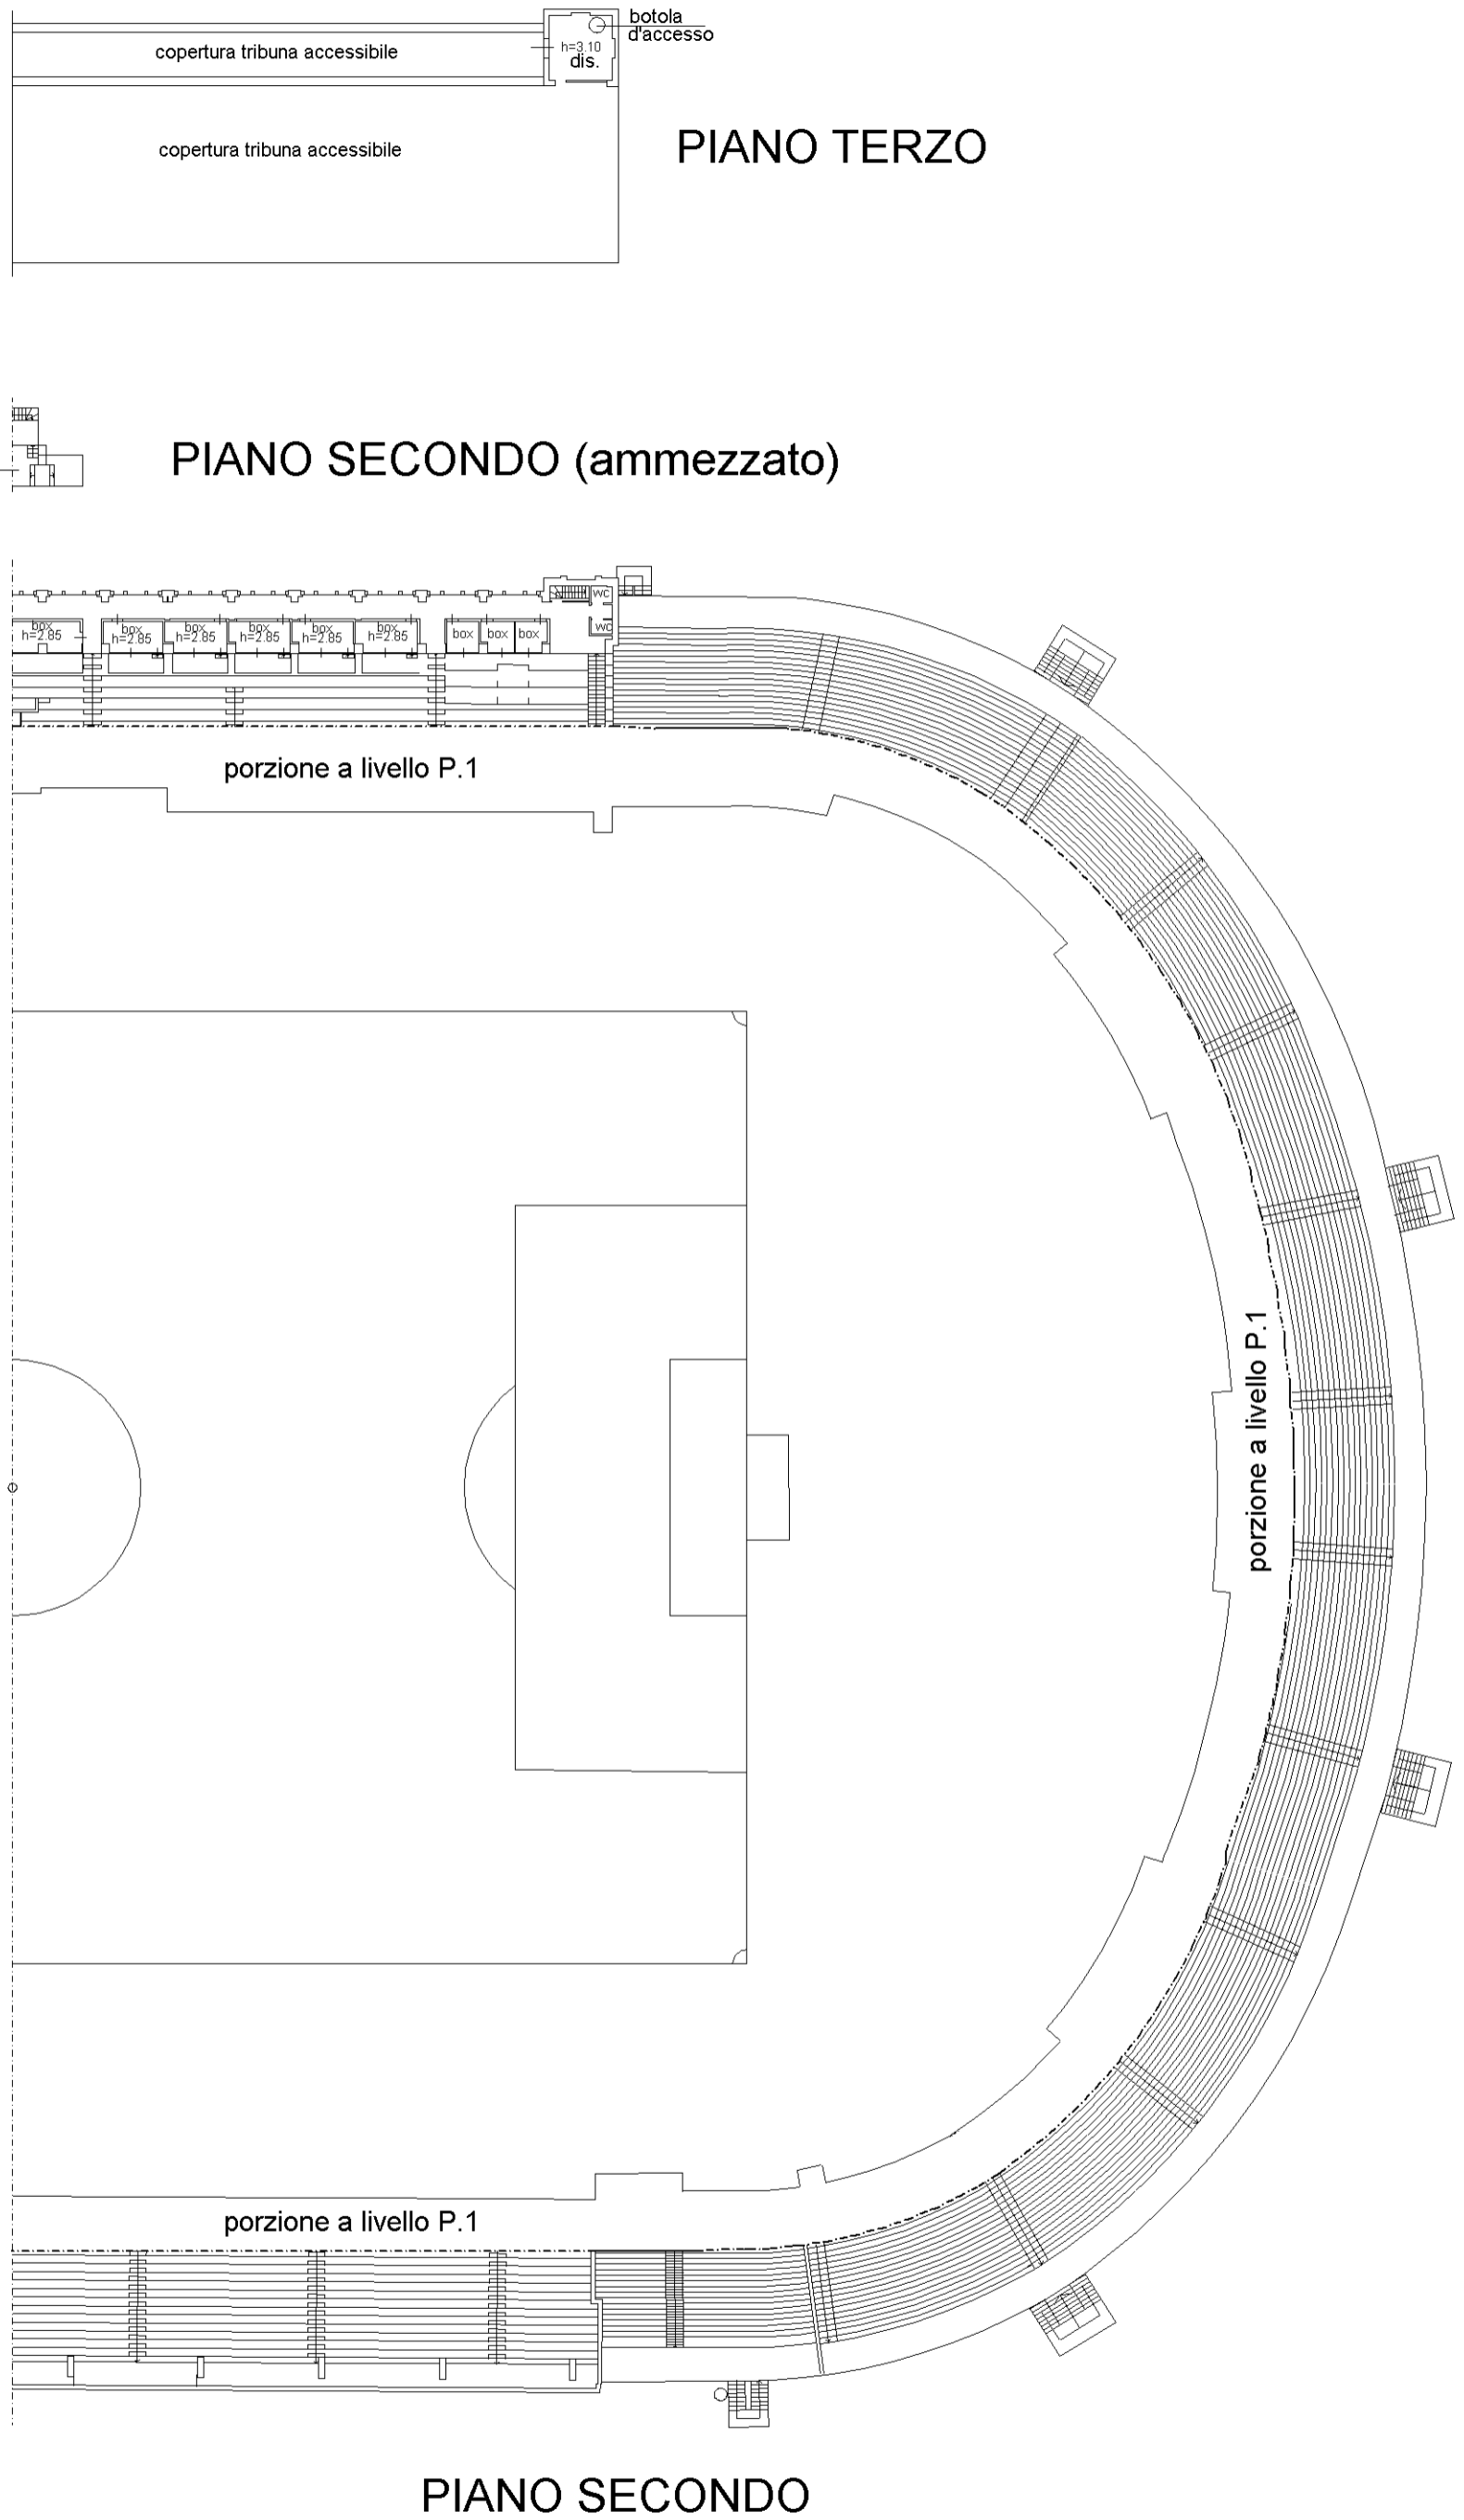 botola
d'accesso
copertura tribuna accessibile
h=3.10
dis.
copertura tribuna accessibile
PIANO TERZO
PIANO SECONDO (ammezzato)
WC
box
h=2.85
box
h=2.85
box
h=2.85
box
h=2.85
box
h=2.85
box
h=2.85
box
box
box
WC
porzione a livello P.1
porzione a livello P.1
porzione a livello P.1
PIANO SECONDO